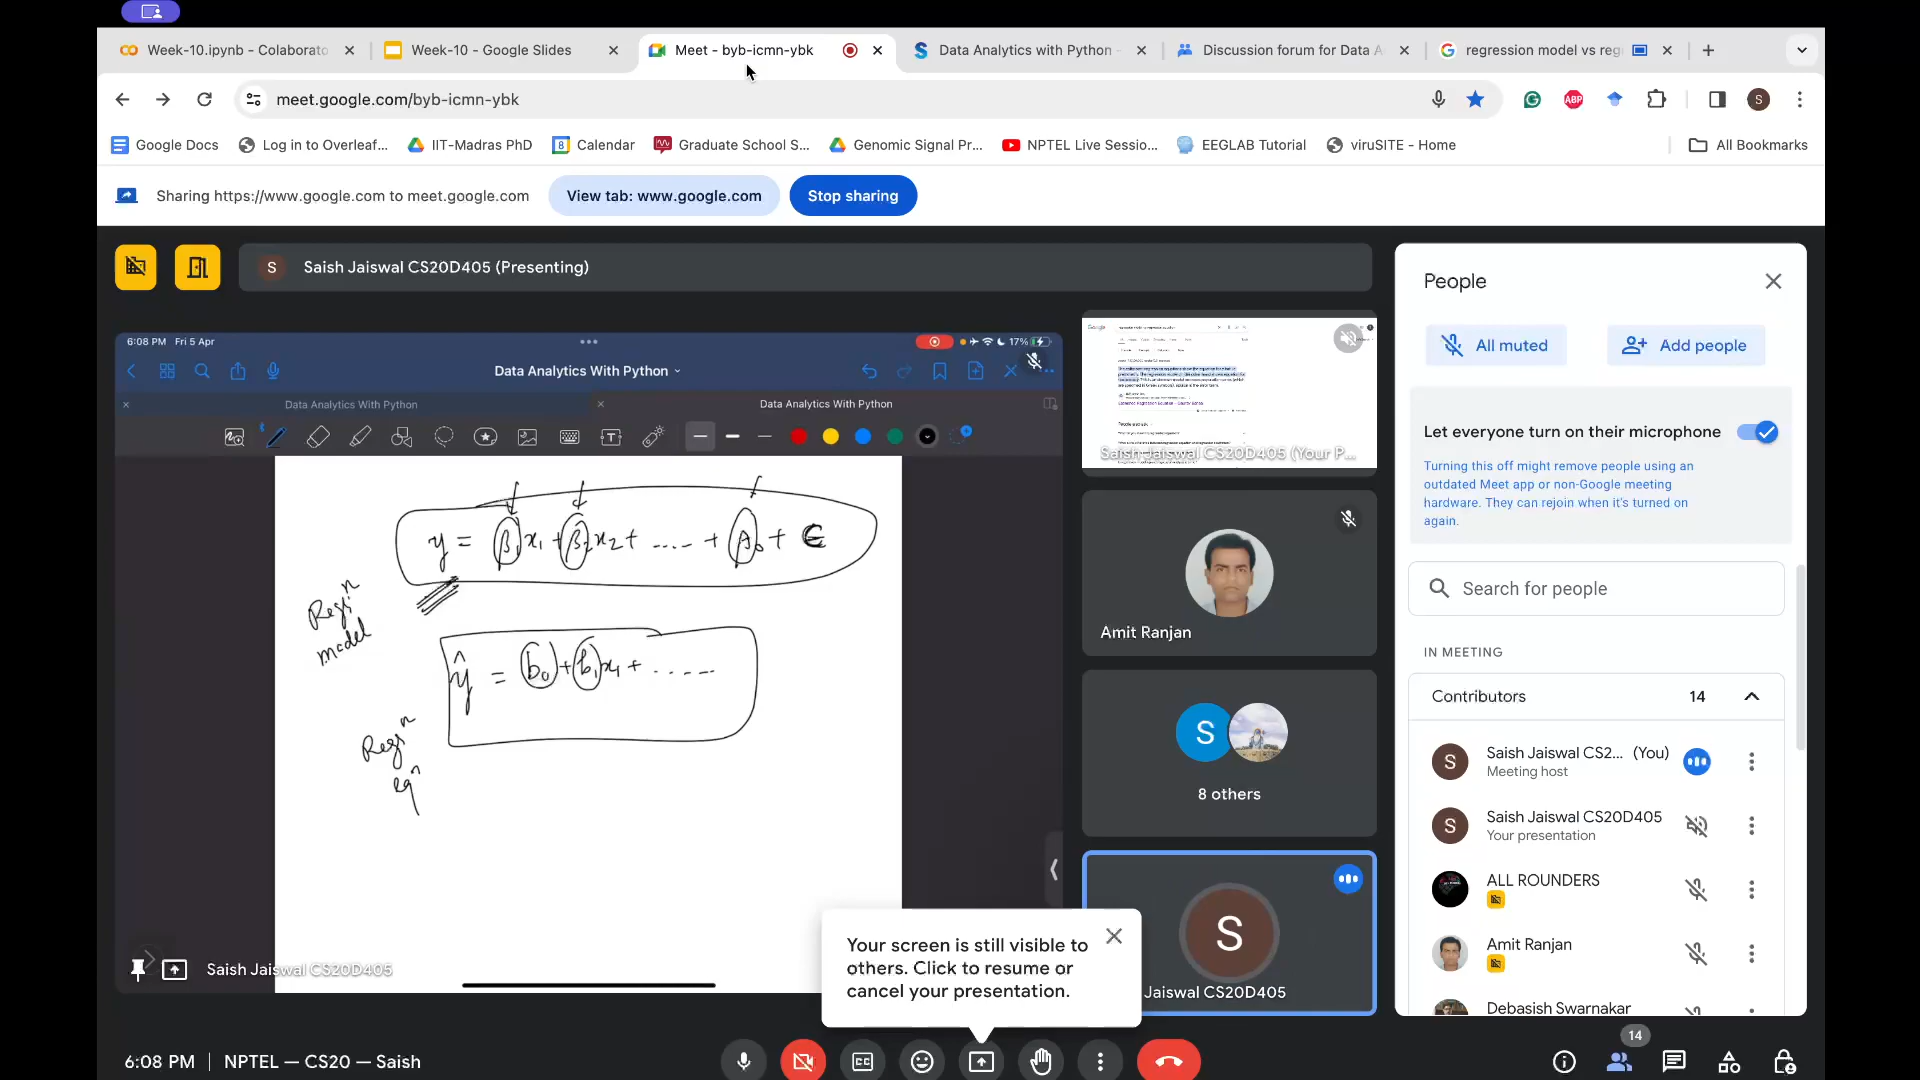 Week-10.ipynb - Colaborato
Week-10 - Google Slides
Meet - byb-icmn-ybk
Data Analytics with Python -
Discussion forum for Data A
regression model vs reg
meet.google.com/byb-icmn-ybk
ABP
S
Google Docs
Log in to Overleaf...
IIT-Madras PhD
8
Calendar
Graduate School S...
Genomic Signal Pr...
NPTEL Live Sessio...
EEGLAB Tutorial
viruSITE - Home
All Bookmarks
Sharing https://www.google.com to meet.google.com
View tab: www.google.com
Stop sharing
S
Saish Jaiswal CS20D405 (Presenting)
6:08 PM Fri 5 Apr
17%
Data Analytics With Python
Data Analytics With Python
Data Analytics With Python
y = β₁x₁ + β₂x₂ + .... + β₀ + ϵ
Regⁿ
model
ŷ = b₀ + b₁x₁ + ......
Regⁿ
eqⁿ
Saish Jaiswal CS20D405
Saish Jaiswal CS20D405 (Your P...
Amit Ranjan
S
8 others
S
Jaiswal CS20D405
Your screen is still visible to
others. Click to resume or
cancel your presentation.
People
All muted
Add people
Let everyone turn on their microphone
Turning this off might remove people using an
outdated Meet app or non-Google meeting
hardware. They can rejoin when it's turned on
again.
Search for people
IN MEETING
Contributors
14
S
Saish Jaiswal CS2... (You)
Meeting host
S
Saish Jaiswal CS20D405
Your presentation
ALL ROUNDERS
Amit Ranjan
Debasish Swarnakar
6:08 PM | NPTEL — CS20 — Saish
CC
14